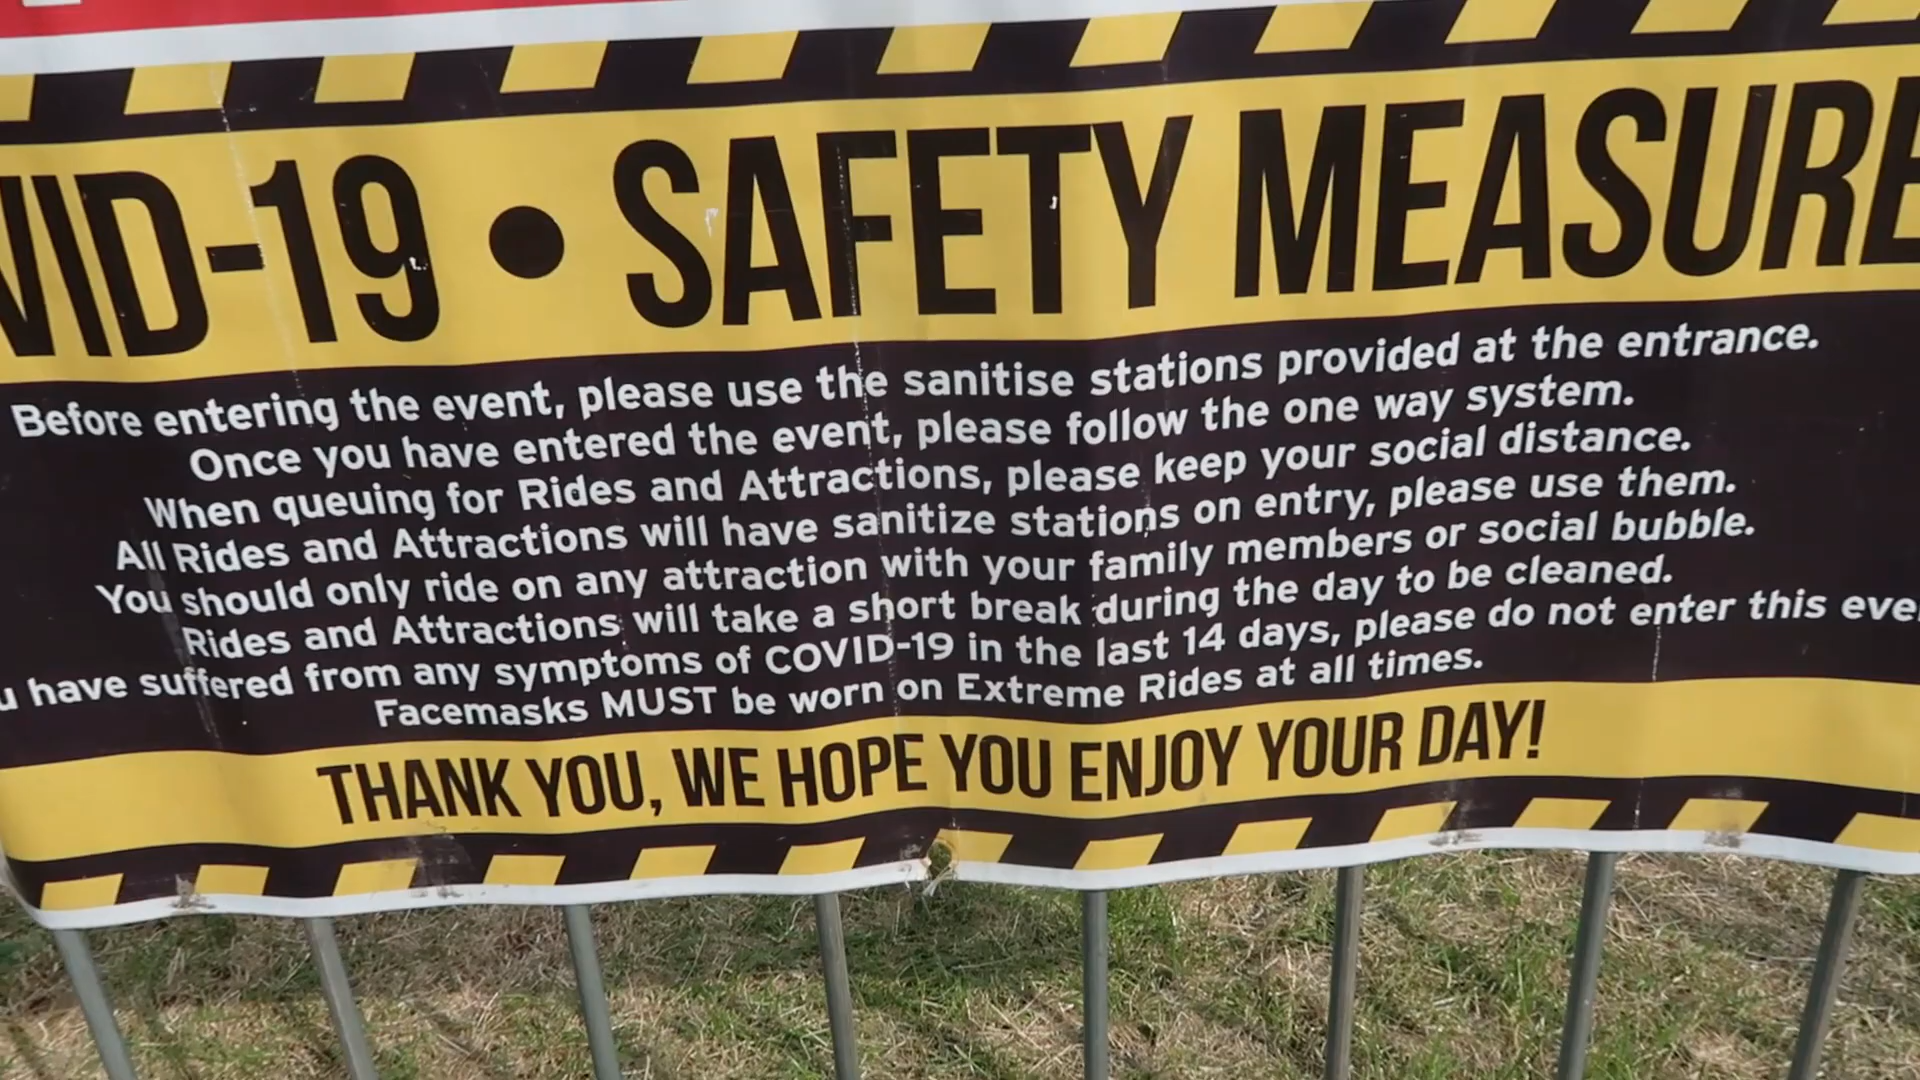 VID-19 • SAFETY MEASURE
Before entering the event, please use the sanitise stations provided at the entrance.
Once you have entered the event, please follow the one way system.
When queuing for Rides and Attractions, please keep your social distance.
All Rides and Attractions will have sanitize stations on entry, please use them.
You should only ride on any attraction with your family members or social bubble.
Rides and Attractions will take a short break during the day to be cleaned.
u have suffered from any symptoms of COVID-19 in the last 14 days, please do not enter this eve
Facemasks MUST be worn on Extreme Rides at all times.
THANK YOU, WE HOPE YOU ENJOY YOUR DAY!